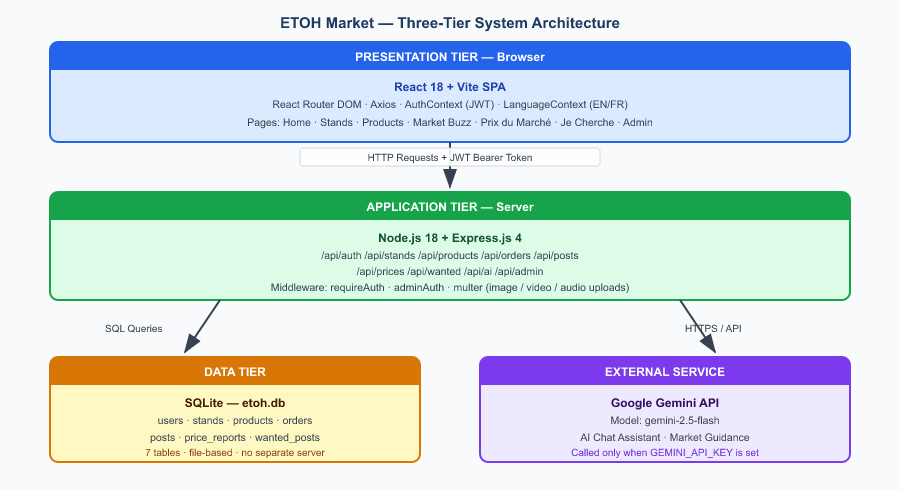 ETOH Market — Three-Tier System Architecture
PRESENTATION TIER — Browser
React 18 + Vite SPA
React Router DOM · Axios · AuthContext (JWT) · LanguageContext (EN/FR)
Pages: Home · Stands · Products · Market Buzz · Prix du Marché · Je Cherche · Admin
HTTP Requests + JWT Bearer Token
APPLICATION TIER — Server
Node.js 18 + Express.js 4
/api/auth /api/stands /api/products /api/orders /api/posts
/api/prices /api/wanted /api/ai /api/admin
Middleware: requireAuth · adminAuth · multer (image / video / audio uploads)
SQL Queries
HTTPS / API
DATA TIER
SQLite — etoh.db
users · stands · products · orders
posts · price_reports · wanted_posts
7 tables · file-based · no separate server
EXTERNAL SERVICE
Google Gemini API
Model: gemini-2.5-flash
AI Chat Assistant · Market Guidance
Called only when GEMINI_API_KEY is set